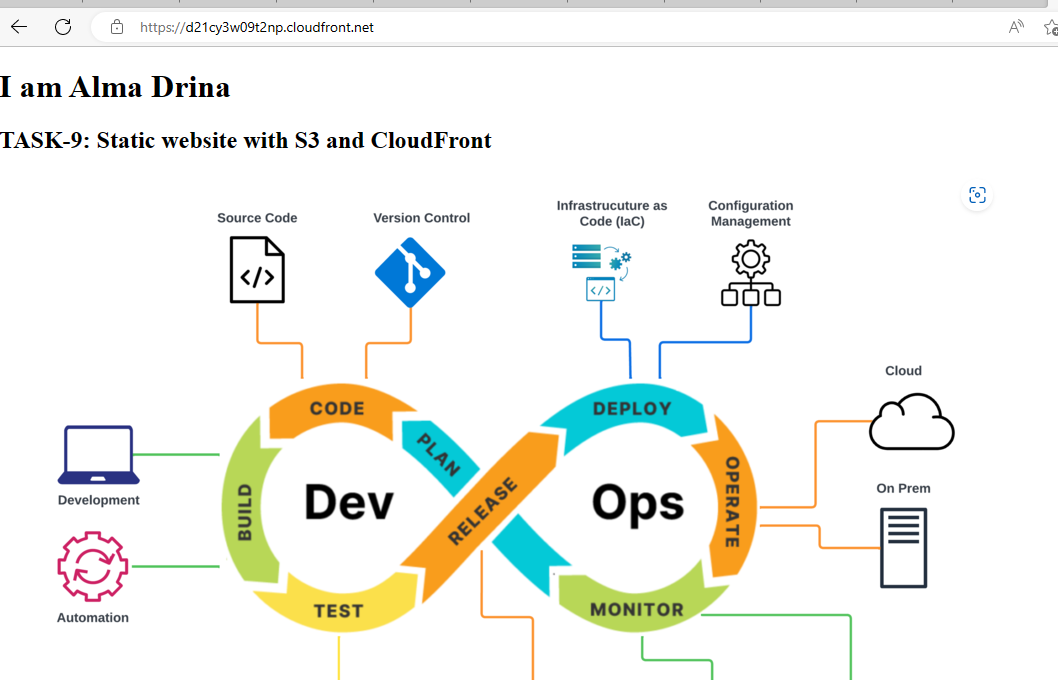 https://d21cy3w09t2np.cloudfront.net
I am Alma Drina
TASK-9: Static website with S3 and CloudFront
Source Code
Version Control
Infrastrucuture as
Code (IaC)
Configuration
Management
</>
</>
Cloud
CODE
PLAN
DEPLOY
Development
BUILD
Dev
RELEASE
Ops
OPERATE
On Prem
TEST
MONITOR
Automation